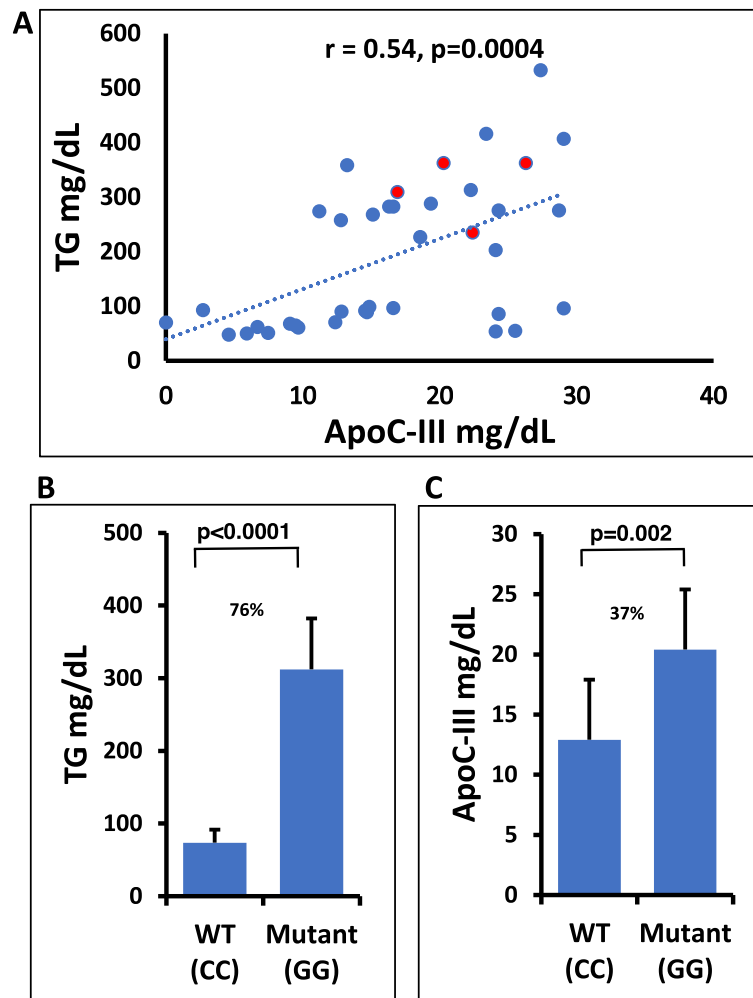 A
r = 0.54, p=0.0004
TG mg/dL
600
500
400
300
200
100
0
0 10 20 30 40
ApoC-III mg/dL
B
p<0.0001
76%
TG mg/dL
500
400
300
200
100
0
WT Mutant
(CC) (GG)
C
p=0.002
37%
ApoC-III mg/dL
30
25
20
15
10
5
0
WT Mutant
(CC) (GG)